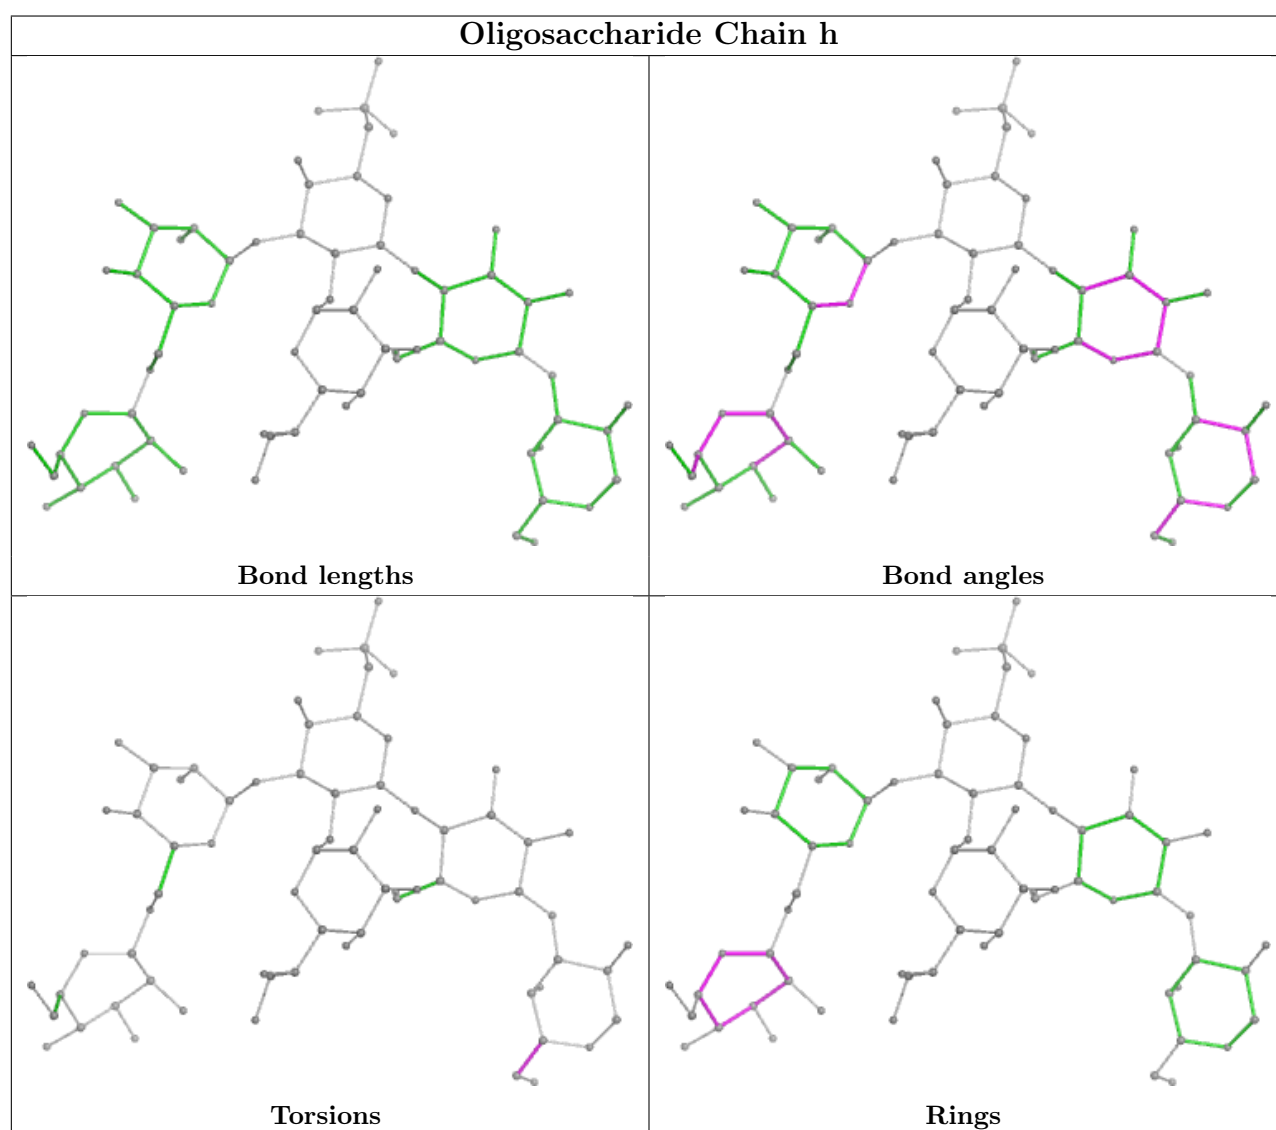 Oligosaccharide Chain h
Bond lengths
Bond angles
Torsions
Rings